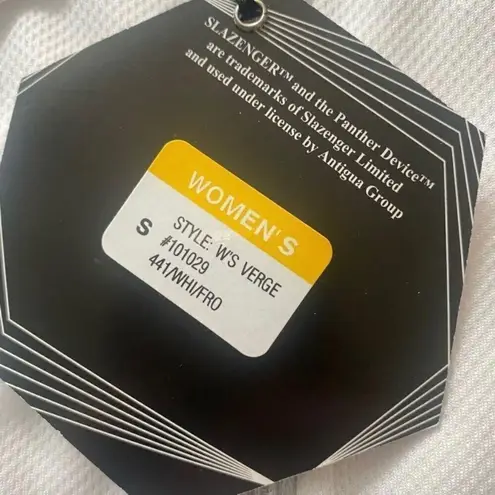 SLAZENGER™ and the Panther Device™
are trademarks of Slazenger Limited
and used under license by Antigua Group
WOMEN'S
STYLE: W'S VERGE
S #101029
441/WHI/FRO